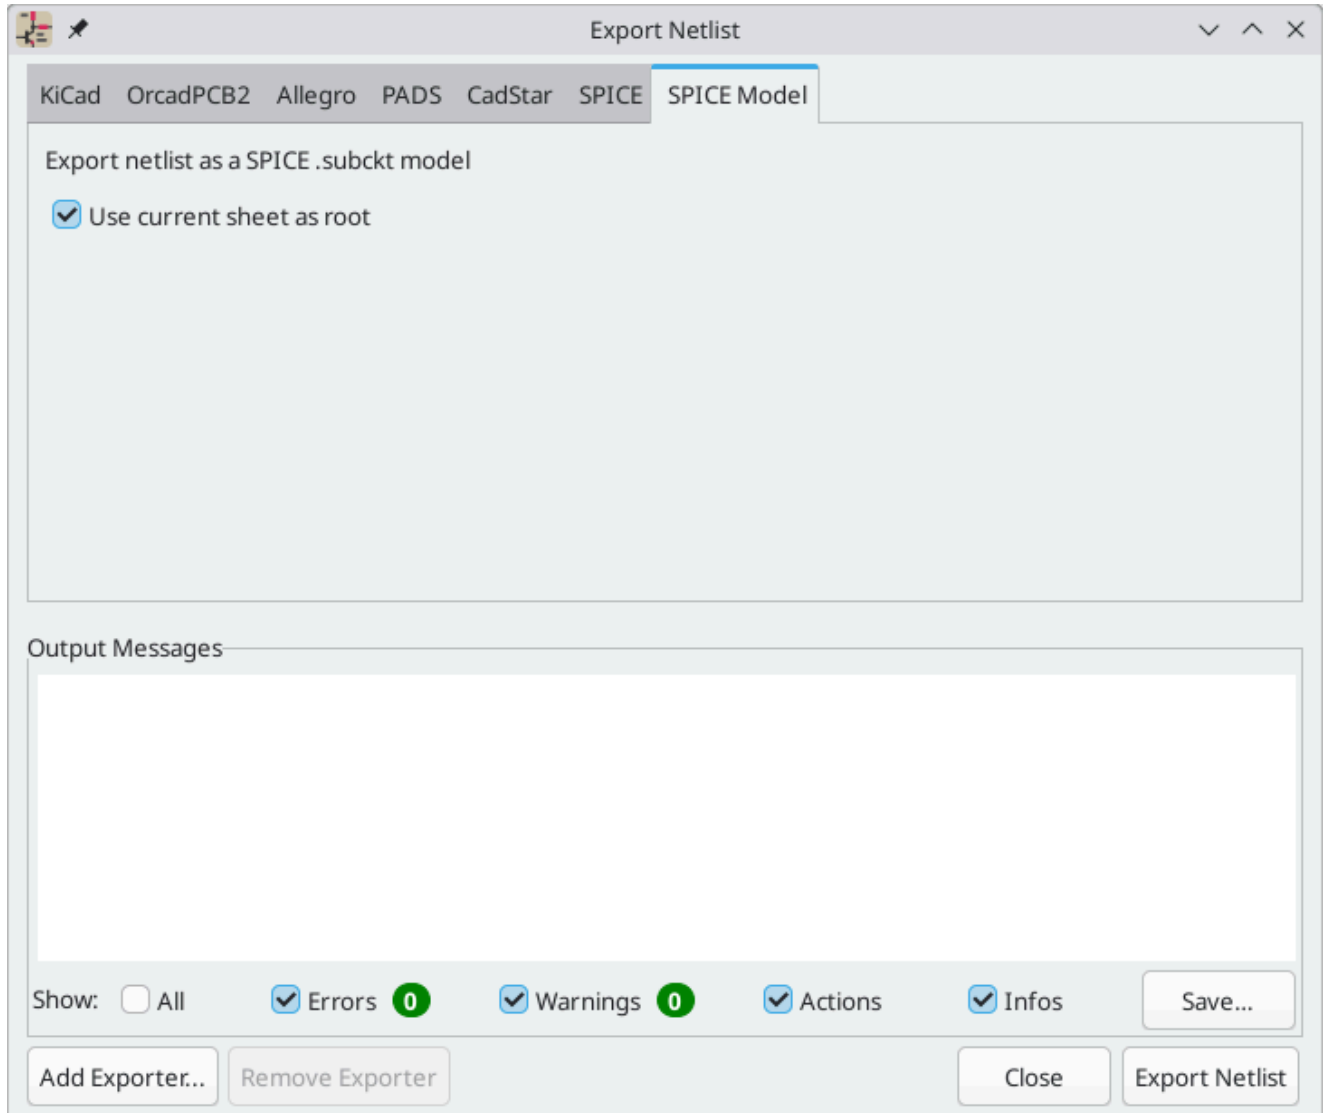 Export Netlist
KiCad OrcadPCB2 Allegro PADS CadStar SPICE SPICE Model
Export netlist as a SPICE .subckt model
Use current sheet as root
Output Messages
Show: All Errors 0 Warnings 0 Actions Infos Save...
Add Exporter... Remove Exporter Close Export Netlist